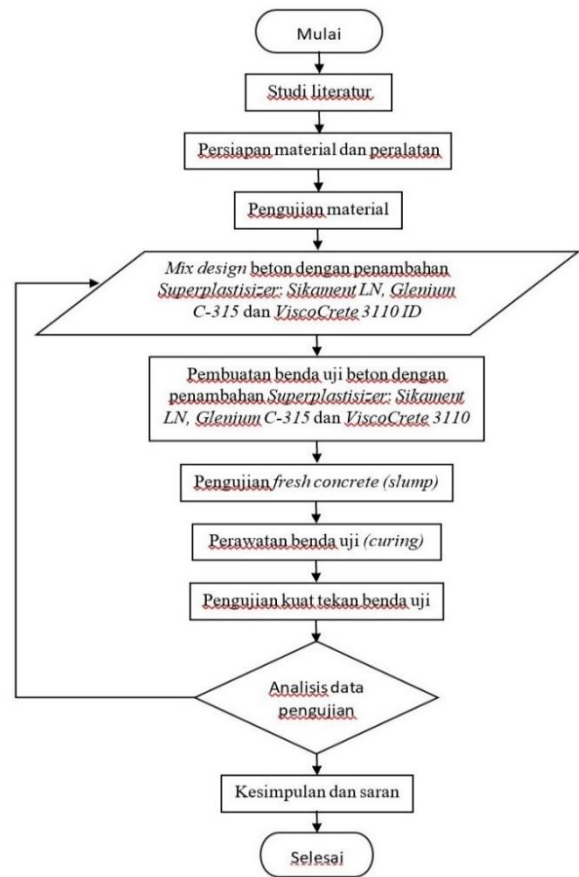 Mulai
Studi literatur
Persiapan material dan peralatan
Pengujian material
Mix design beton dengan penambahan
Superplastisizer: Sikament LN, Glenium
C-315 dan ViscoCrete 3110 ID
Pembuatan benda uji beton dengan
penambahan Superplastisizer: Sikament
LN, Glenium C-315 dan ViscoCrete 3110
Pengujian fresh concrete (slump)
Perawatan benda uji (curing)
Pengujian kuat tekan benda uji
Analisis data
pengujian
Kesimpulan dan saran
Selesai